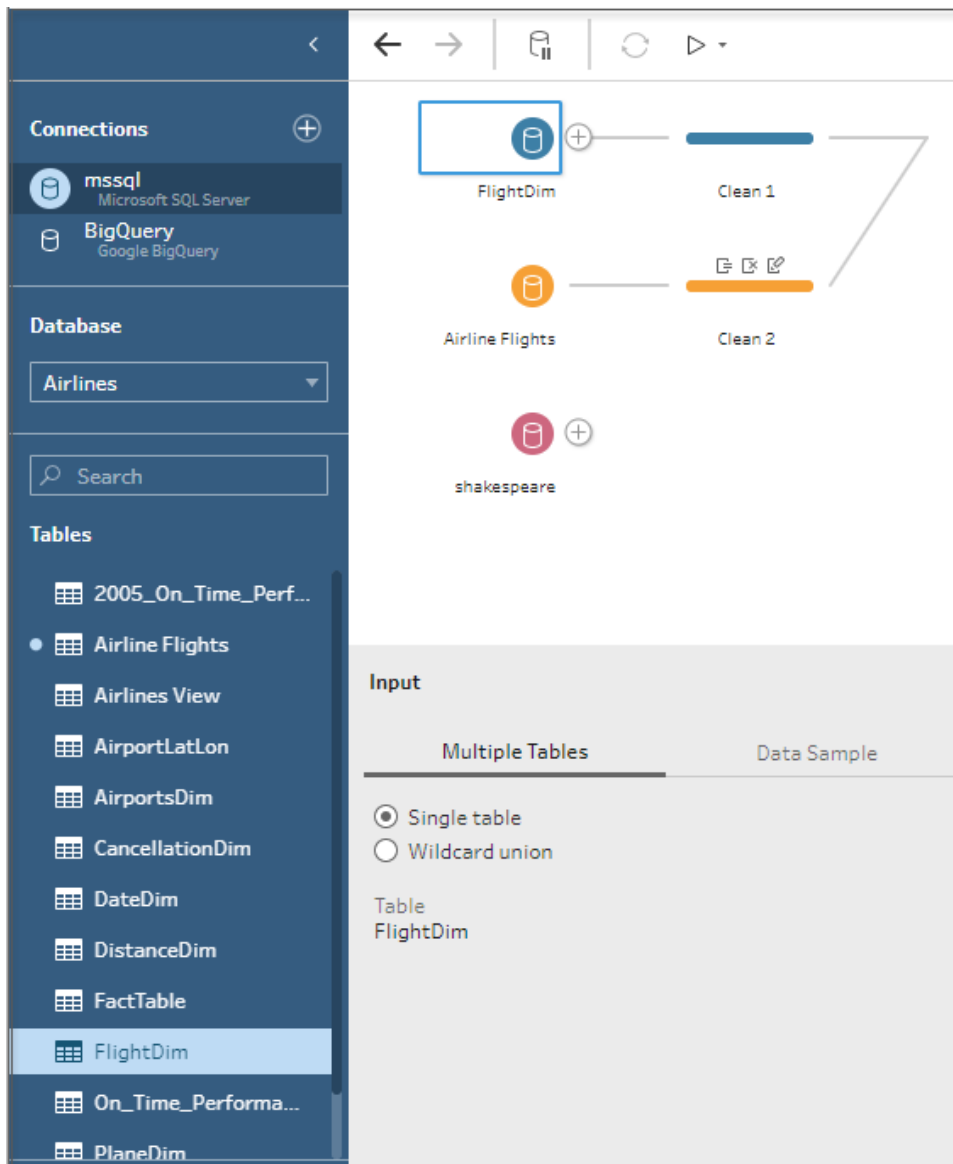 Connections
mssql
Microsoft SQL Server
BigQuery
Google BigQuery
Database
Airlines
Search
Tables
2005_On_Time_Perf...
Airline Flights
Airlines View
AirportLatLon
AirportsDim
CancellationDim
DateDim
DistanceDim
FactTable
FlightDim
On_Time_Performa...
PlaneDim
FlightDim
Clean 1
Airline Flights
Clean 2
shakespeare
Input
Multiple Tables
Data Sample
Single table
Wildcard union
Table
FlightDim